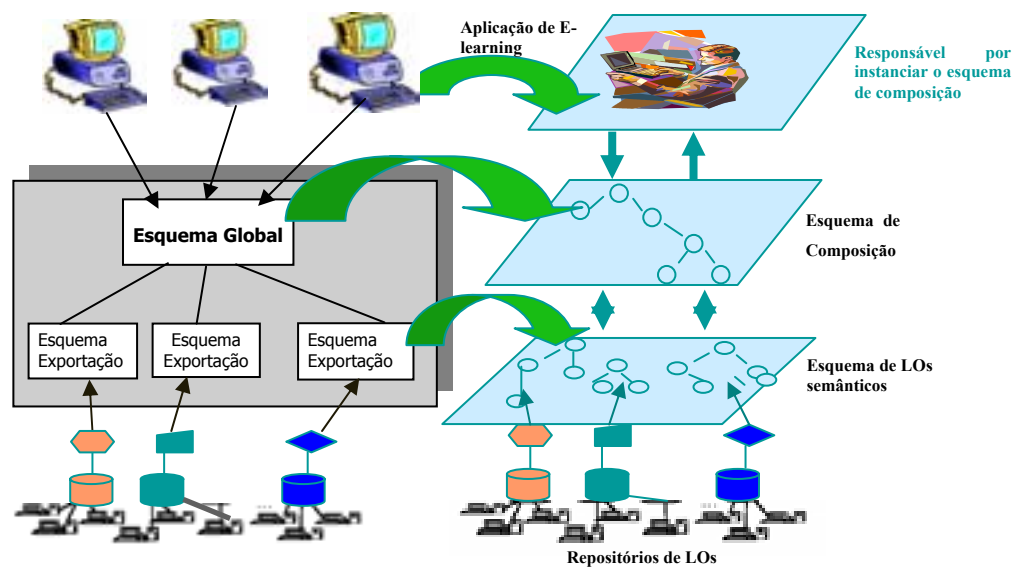 Aplicação de E-
learning
Responsável por
instanciar o esquema
de composição
Esquema Global
Esquema de
Composição
Esquema
Exportação
Esquema
Exportação
Esquema
Exportação
Esquema de LOs
semânticos
...
...
Repositórios de LOs